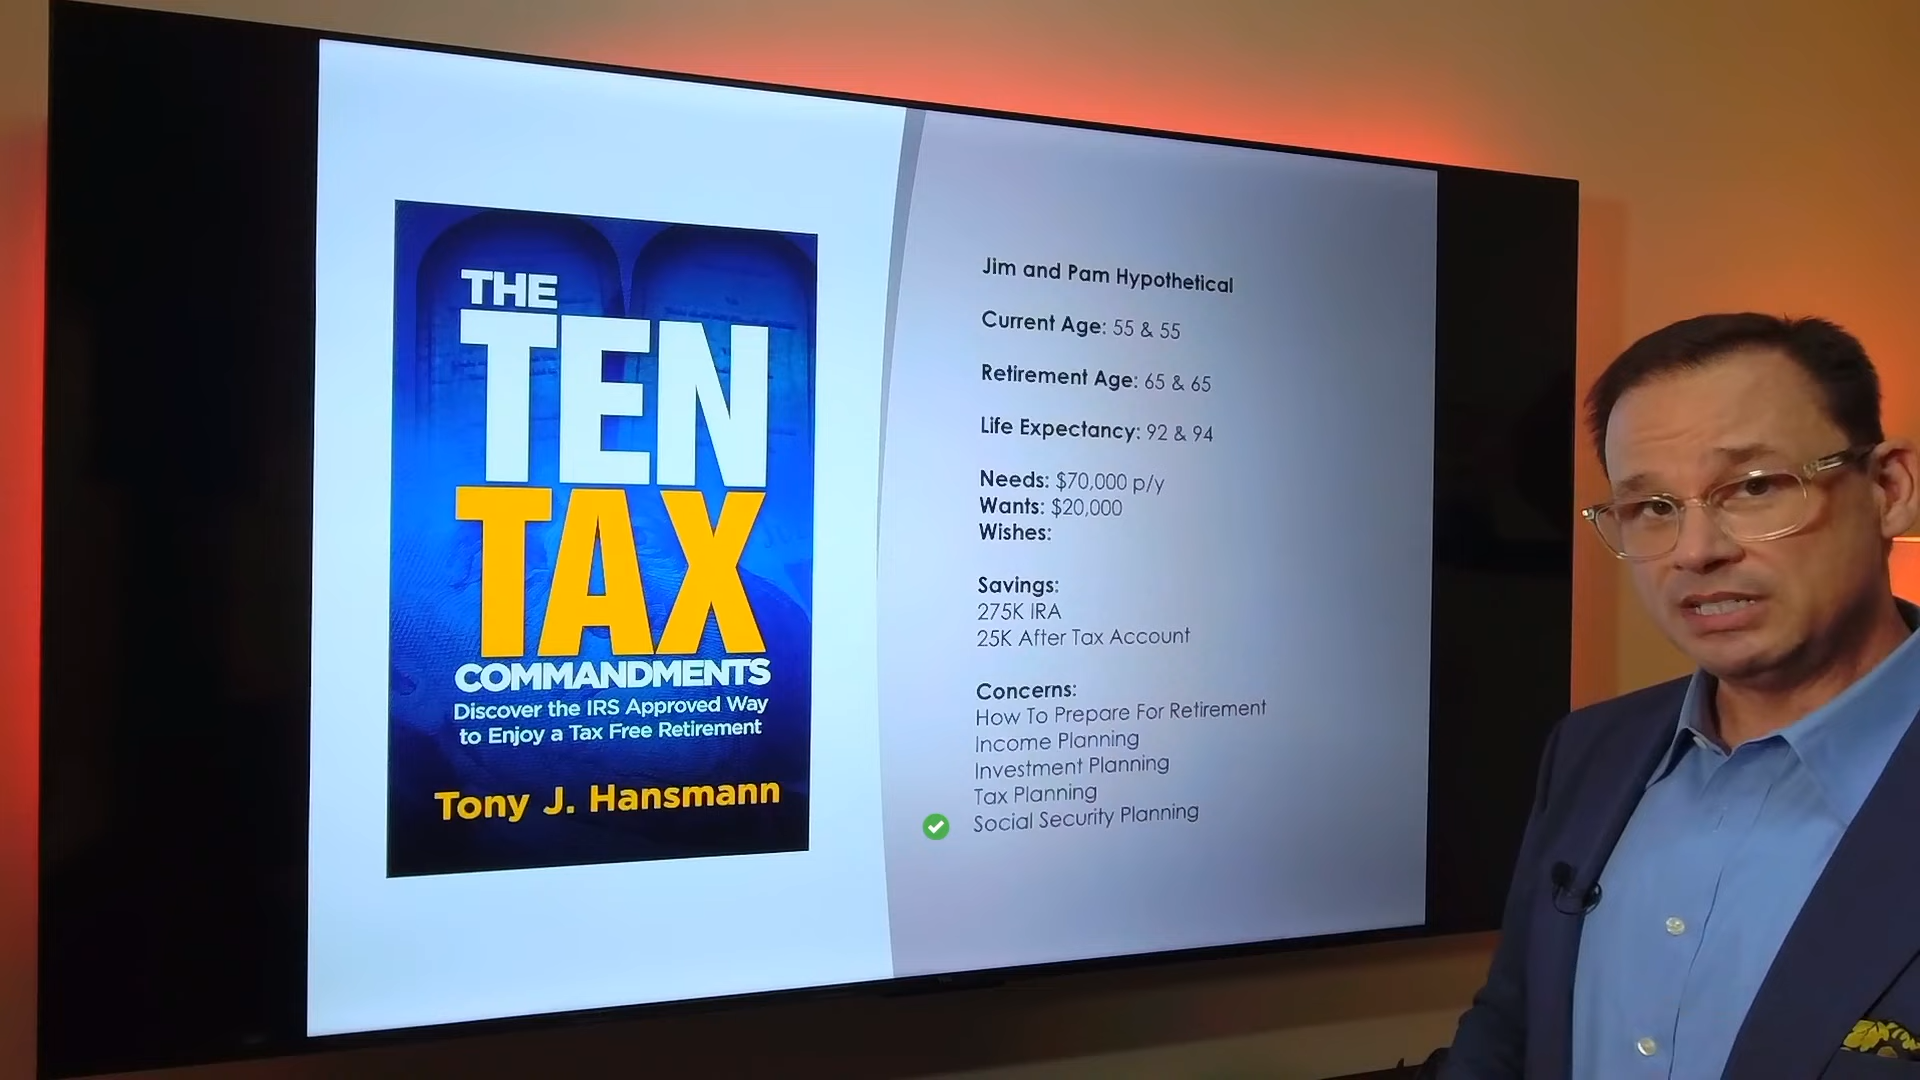 THE
TEN
TAX
COMMANDMENTS
Discover the IRS Approved Way
to Enjoy a Tax Free Retirement
Tony J. Hansmann
Jim and Pam Hypothetical
Current Age: 55 & 55
Retirement Age: 65 & 65
Life Expectancy: 92 & 94
Needs: $70,000 p/y
Wants: $20,000
Wishes:
Savings:
275K IRA
25K After Tax Account
Concerns:
How To Prepare For Retirement
Income Planning
Investment Planning
Tax Planning
Social Security Planning